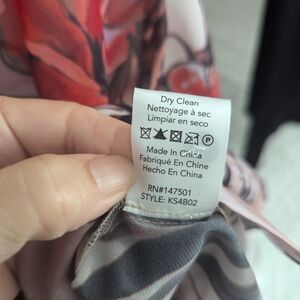 Dry Clean
Nettoyage à sec
Limpiar en seco
P
Made In China
Fabriqué En Chine
Hecho En China
RN#147501
STYLE: KS4B02